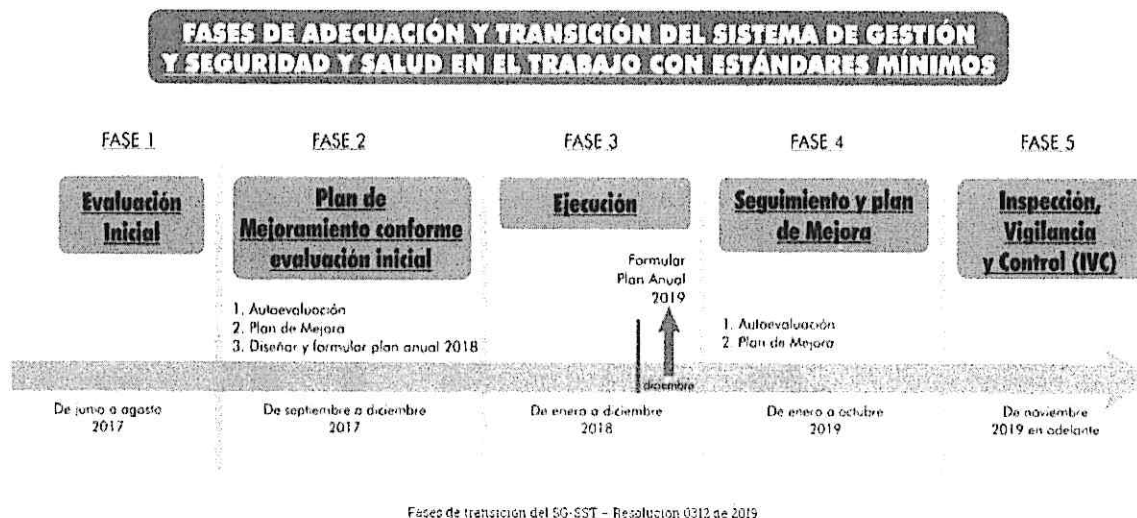 FASES DE ADECUACIÓN Y TRANSICIÓN DEL SISTEMA DE GESTIÓN
Y SEGURIDAD Y SALUD EN EL TRABAJO CON ESTÁNDARES MÍNIMOS
FASE 1
Evaluación
Inicial
De junio a agosto
2017
FASE 2
Plan de
Mejoramiento conforme
evaluación inicial
1. Autoevaluación
2. Plan de Mejora
3. Diseñar y formular plan anual 2018
De septiembre a diciembre
2017
FASE 3
Ejecución
Formular
Plan Anual
2019
diciembre
De enero a diciembre
2018
FASE 4
Seguimiento y plan
de Mejora
1. Autoevaluación
2. Plan de Mejora
De enero a octubre
2019
FASE 5
Inspección,
Vigilancia
y Control (IVC)
De noviembre
2019 en adelante
Fases de transición del SG-SST – Resolución 0312 de 2019